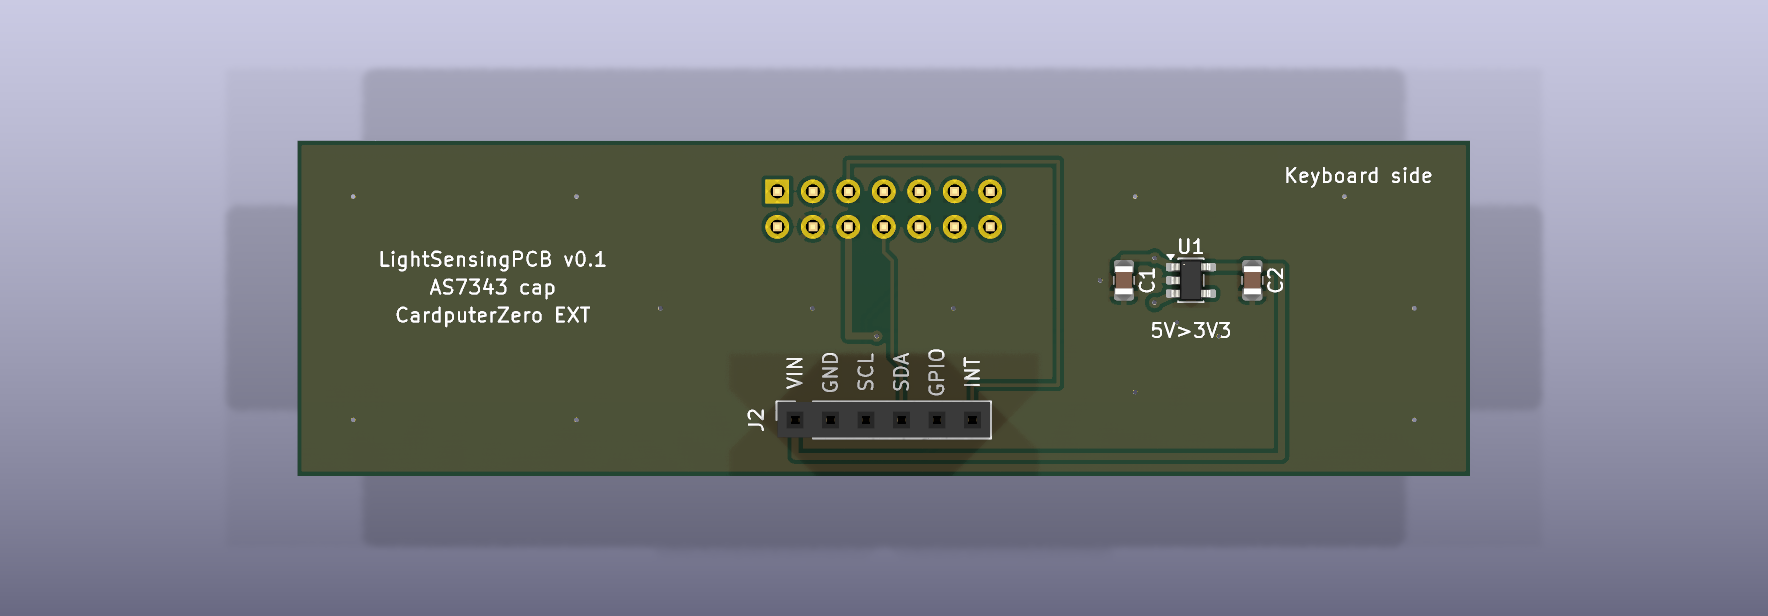 Keyboard side
LightSensingPCB v0.1
AS7343 cap
CardputerZero EXT
U1
C1
C2
5V>3V3
VIN
GND
SCL
SDA
GPIO
INT
J2